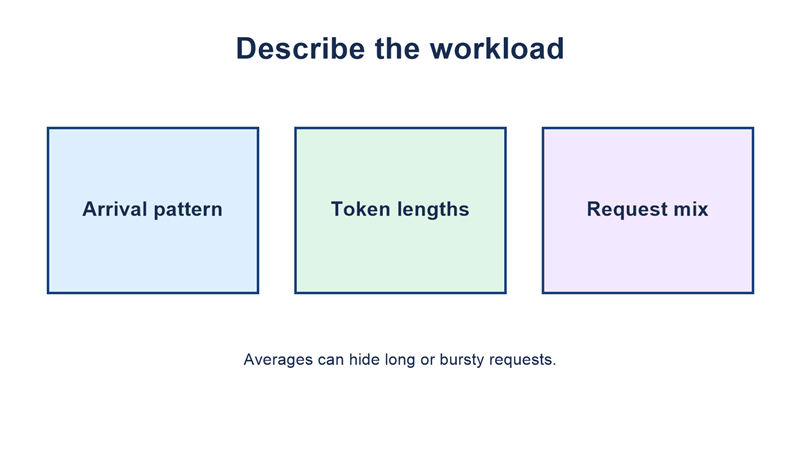 Describe the workload
Arrival pattern
Token lengths
Request mix
Averages can hide long or bursty requests.